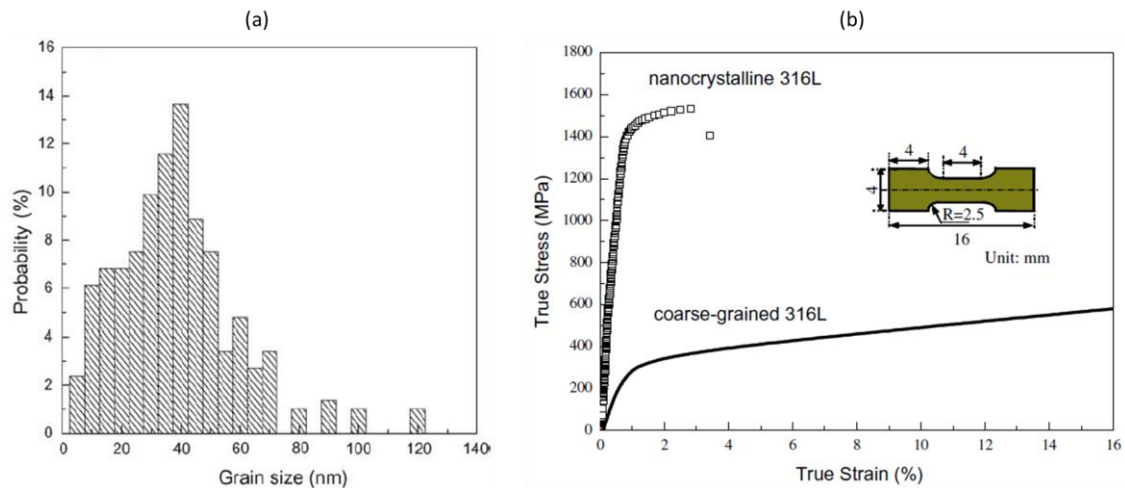 (a)
16
14
12
10
8
6
4
2
0
Probability (%)
0 20 40 60 80 100 120 140
Grain size (nm)
(b)
1800
1600
1400
1200
1000
800
600
400
200
0
True Stress (MPa)
nanocrystalline 316L
4 4
4
R=2.5
16
Unit: mm
coarse-grained 316L
0 2 4 6 8 10 12 14 16
True Strain (%)